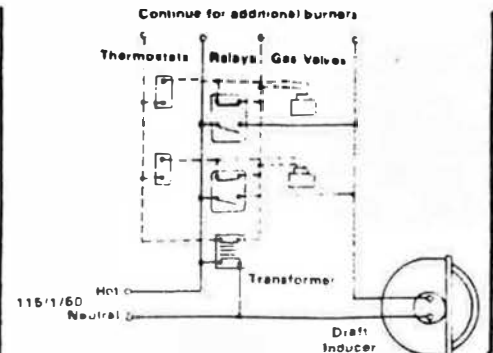 Continue for additional burners
Thermostats Relays Gas Valves
Transformer
Hot
115/1/60
Neutral
Draft
Inducer